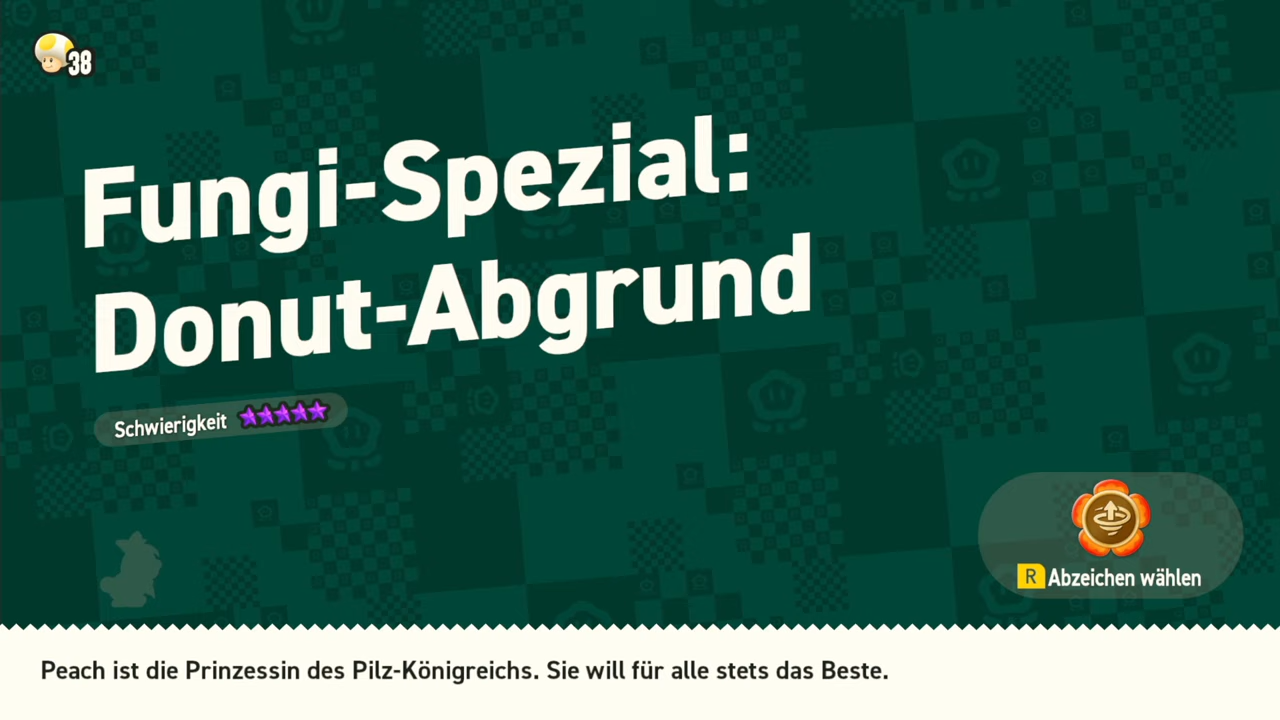 38
Fungi-Spezial:
Donut-Abgrund
Schwierigkeit
R Abzeichen wählen
Peach ist die Prinzessin des Pilz-Königreichs. Sie will für alle stets das Beste.